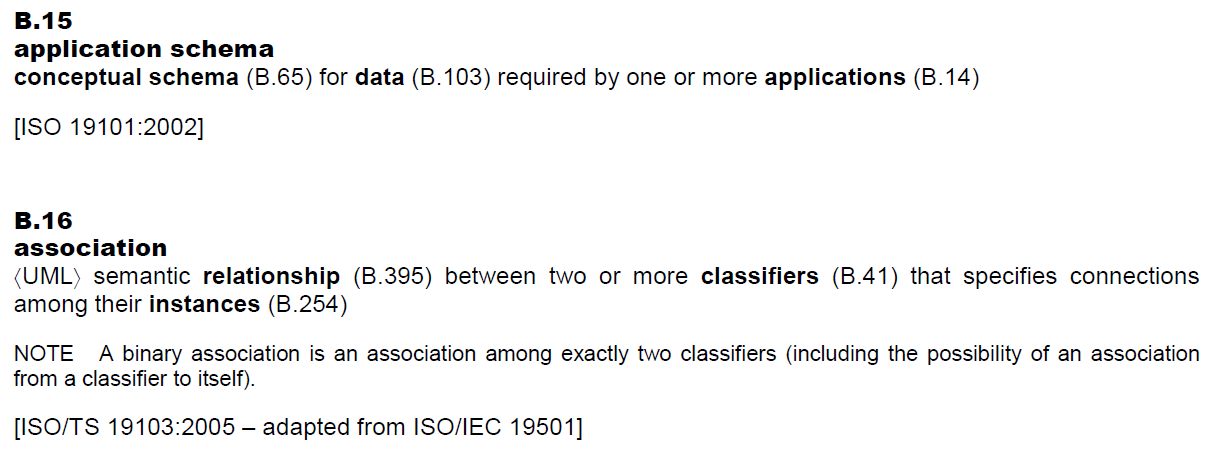 B.15
application schema
conceptual schema (B.65) for data (B.103) required by one or more applications (B.14)
[ISO 19101:2002]
B.16
association
〈UML〉 semantic relationship (B.395) between two or more classifiers (B.41) that specifies connections
among their instances (B.254)
NOTE A binary association is an association among exactly two classifiers (including the possibility of an association
from a classifier to itself).
[ISO/TS 19103:2005 – adapted from ISO/IEC 19501]